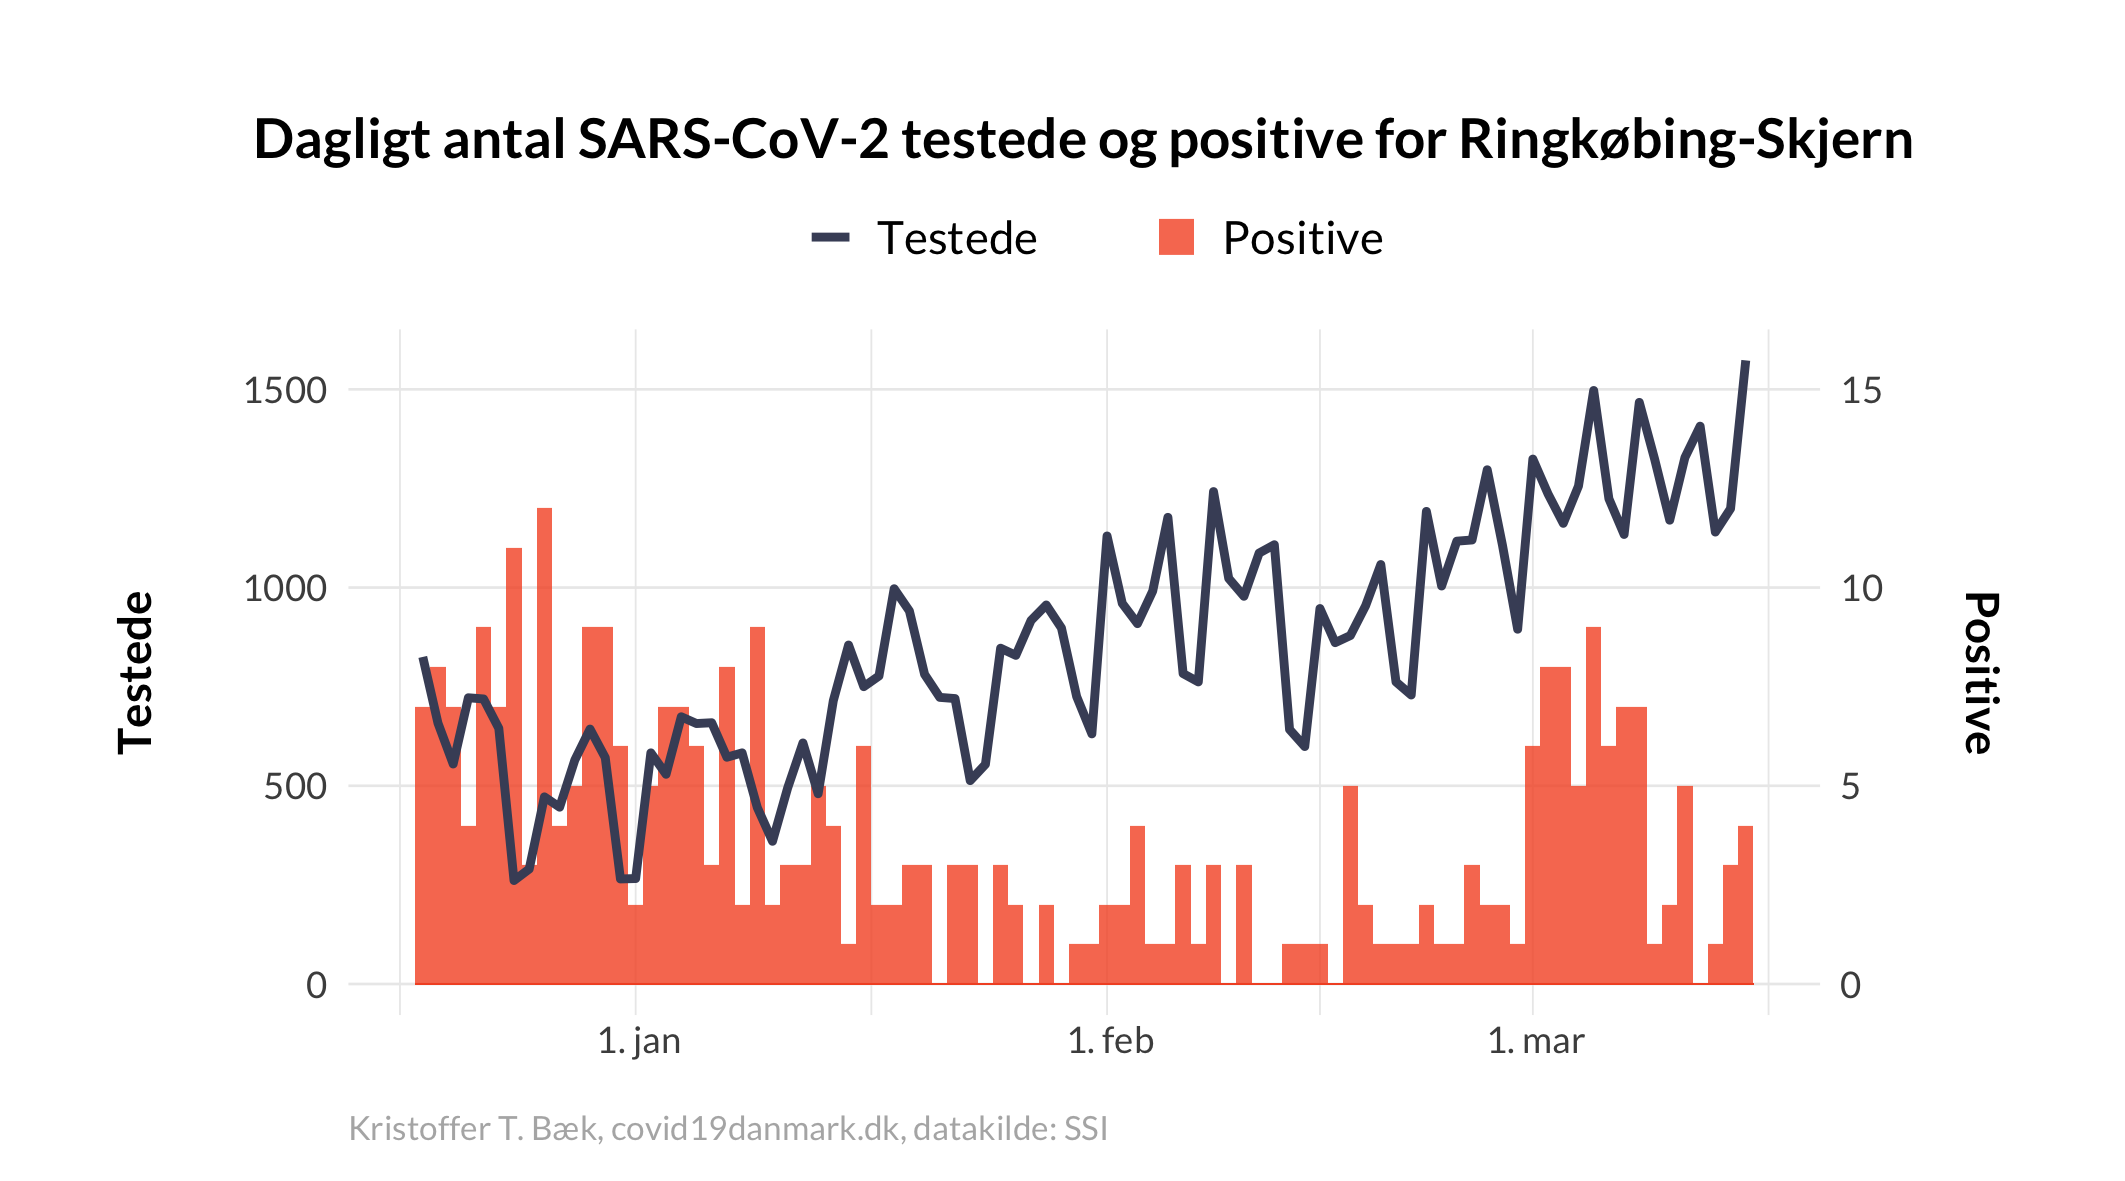 Dagligt antal SARS-CoV-2 testede og positive for Ringkøbing-Skjern
Testede
Positive
1500
1000
500
0
Testede
15
10
5
0
Positive
1. jan
1. feb
1. mar
Kristoffer T. Bæk, covid19danmark.dk, datakilde: SSI